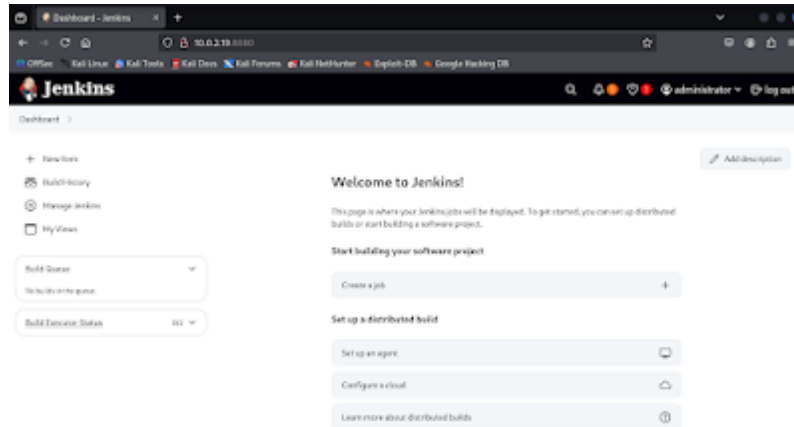 Dashboard - Jenkins
10.0.2.19:8080
OffSec Kali Linux Kali Tools Kali Docs Kali Forums Kali NetHunter Exploit-DB Google Hacking DB
Jenkins
administrator log out
Dashboard
Add description
New Item
Build History
Manage Jenkins
My Views
Build Queue
No builds in the queue.
Build Executor Status 0/2
Welcome to Jenkins!
This page is where your Jenkins jobs will be displayed. To get started, you can set up distributed
builds or start building a software project.
Start building your software project
Create a job
Set up a distributed build
Set up an agent
Configure a cloud
Learn more about distributed builds